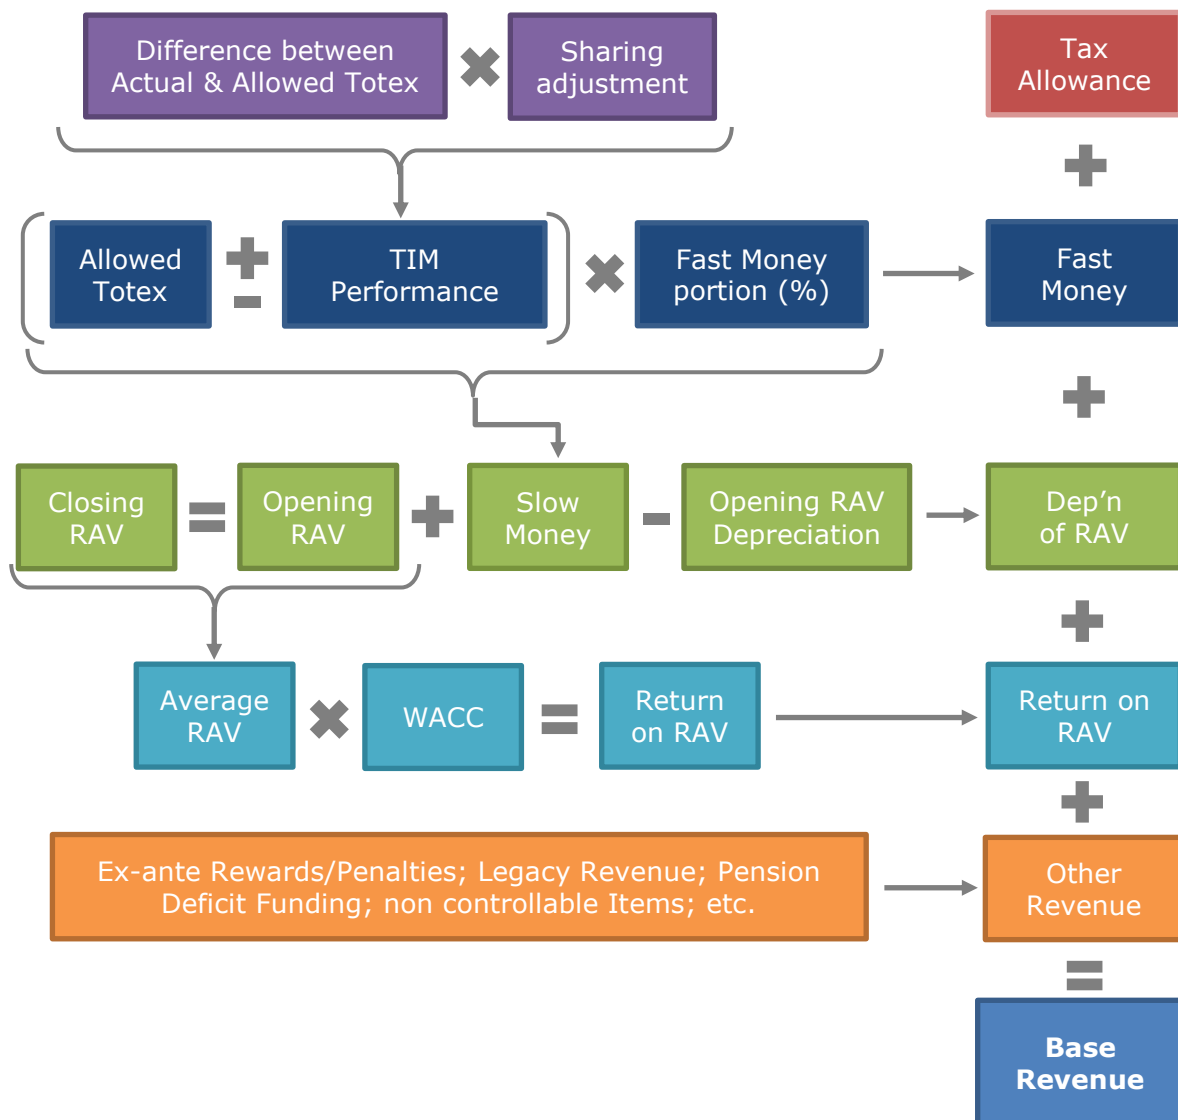 Difference between
Actual & Allowed Totex
Sharing
adjustment
Tax
Allowance
Allowed
Totex
TIM
Performance
Fast Money
portion (%)
Fast
Money
Closing
RAV
Opening
RAV
Slow
Money
Opening RAV
Depreciation
Dep’n
of RAV
Average
RAV
WACC
Return
on RAV
Return on
RAV
Ex-ante Rewards/Penalties; Legacy Revenue; Pension
Deficit Funding; non controllable Items; etc.
Other
Revenue
Base
Revenue